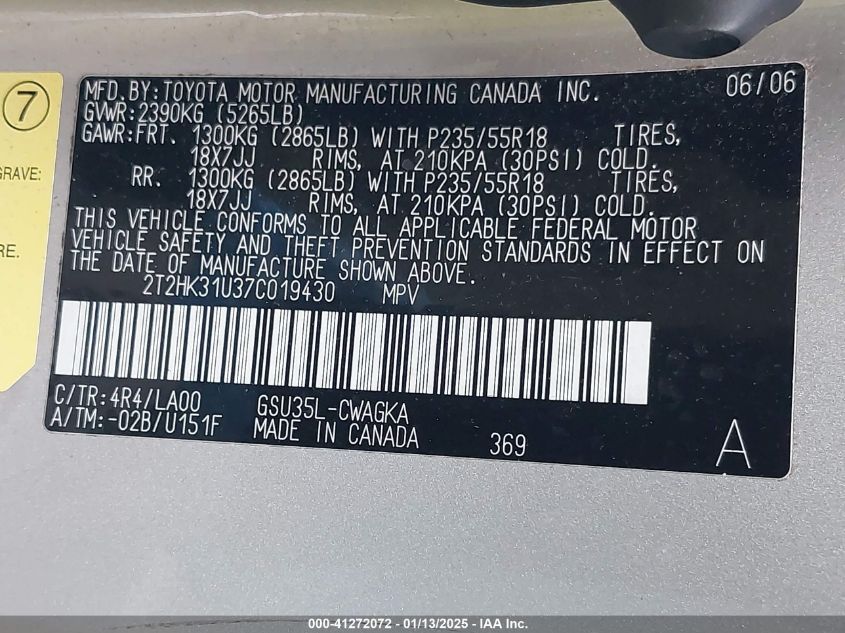 7
GRAVE:
RE.
MFD.BY:TOYOTA MOTOR MANUFACTURING CANADA INC. 06/06
GVWR:2390KG (5265LB)
GAWR:FRT. 1300KG (2865LB) WITH P235/55R18 TIRES,
18X7JJ RIMS, AT 210KPA (30PSI) COLD.
RR. 1300KG (2865LB) WITH P235/55R18 TIRES,
18X7JJ RIMS, AT 210KPA (30PSI) COLD.
THIS VEHICLE CONFORMS TO ALL APPLICABLE FEDERAL MOTOR
VEHICLE SAFETY AND THEFT PREVENTION STANDARDS IN EFFECT ON
THE DATE OF MANUFACTURE SHOWN ABOVE.
2T2HK31U37C019430 MPV
C/TR:4R4/LA00 GSU35L-CWAGKA
A/TM:-02B/U151F MADE IN CANADA 369 A
000-41272072 - 01/13/2025 - IAA Inc.